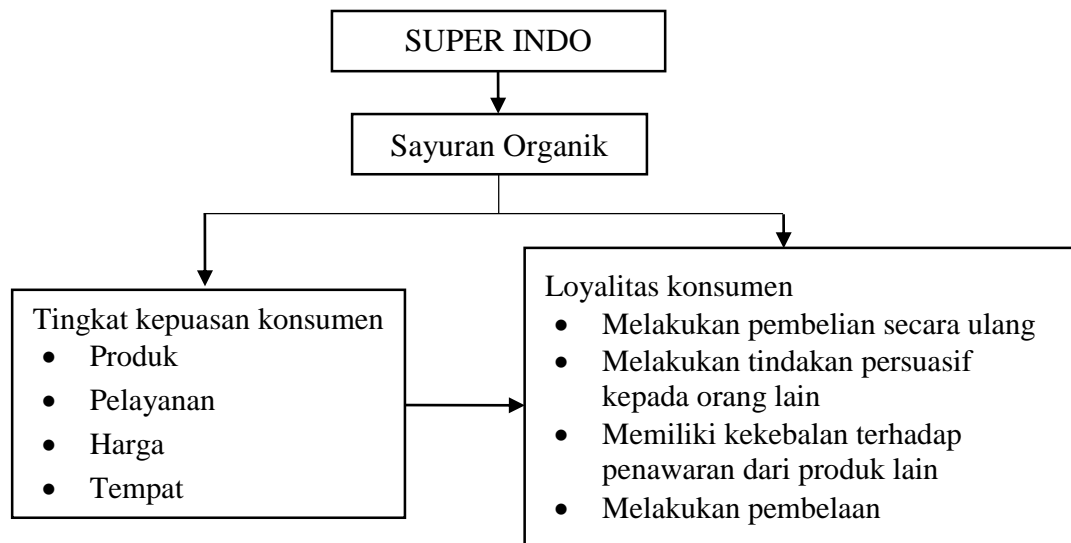 SUPER INDO
Sayuran Organik
Tingkat kepuasan konsumen
• Produk
• Pelayanan
• Harga
• Tempat
Loyalitas konsumen
• Melakukan pembelian secara ulang
• Melakukan tindakan persuasif
kepada orang lain
• Memiliki kekebalan terhadap
penawaran dari produk lain
• Melakukan pembelaan